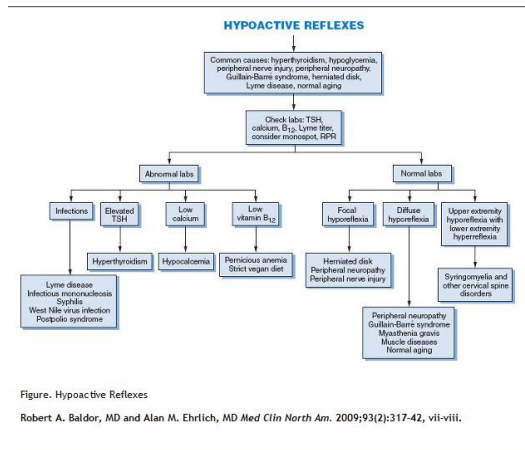 HYPOACTIVE REFLEXES
Common causes: hyperthyroidism, hypoglycemia,
peripheral nerve injury, peripheral neuropathy,
Guillain-Barré syndrome, herniated disk,
Lyme disease, normal aging
Check labs: TSH,
calcium, B12, Lyme titer,
consider monospot, RPR
Abnormal labs
Normal labs
Infections
Elevated
TSH
Low
calcium
Low
vitamin B12
Focal
hyporeflexia
Diffuse
hyporeflexia
Upper extremity
hyporeflexia with
lower extremity
hyperreflexia
Hyperthyroidism
Hypocalcemia
Pernicious anemia
Strict vegan diet
Herniated disk
Peripheral neuropathy
Peripheral nerve injury
Syringomyelia and
other cervical spine
disorders
Lyme disease
Infectious mononucleosis
Syphilis
West Nile virus infection
Postpolio syndrome
Peripheral neuropathy
Guillain-Barré syndrome
Myasthenia gravis
Muscle diseases
Normal aging
Figure. Hypoactive Reflexes
Robert A. Baldor, MD and Alan M. Ehrlich, MD Med Clin North Am. 2009;93(2):317-42, vii-viii.